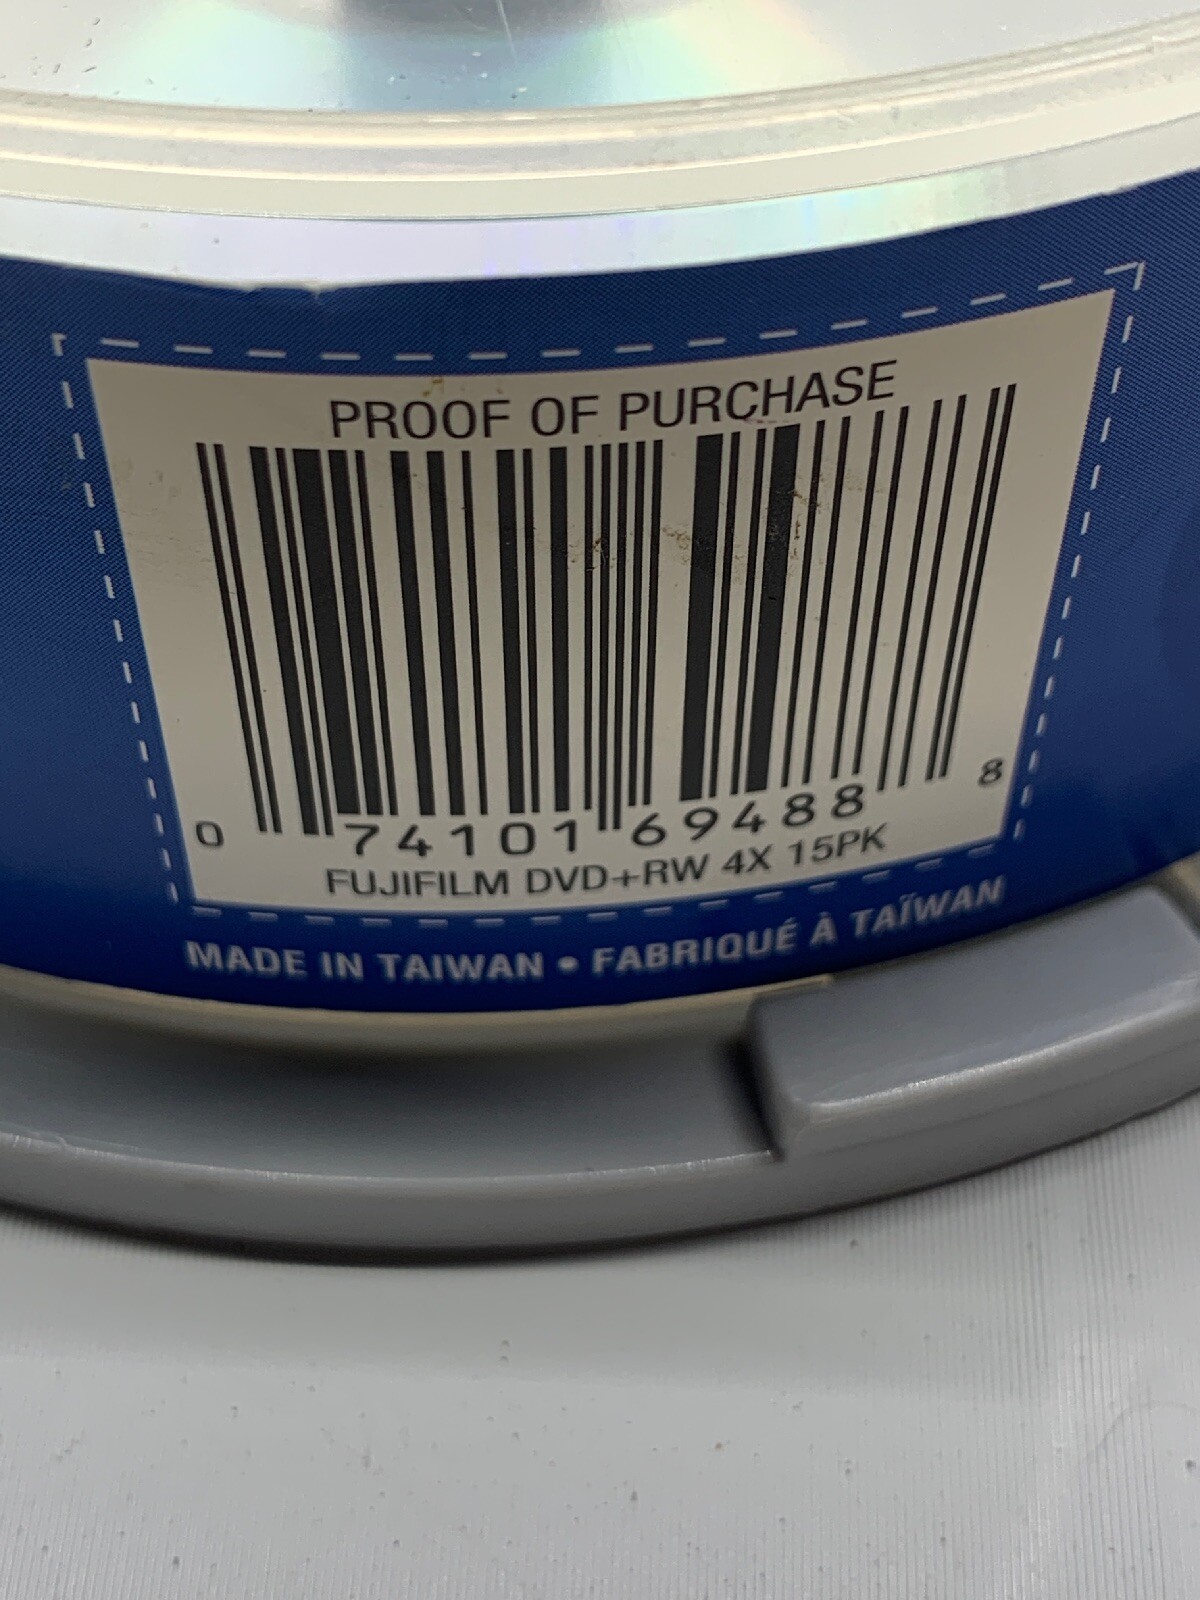 PROOF OF PURCHASE
0 74101 69488 8
FUJIFILM DVD+RW 4X 15PK
MADE IN TAIWAN • FABRIQUÉ À TAÏWAN